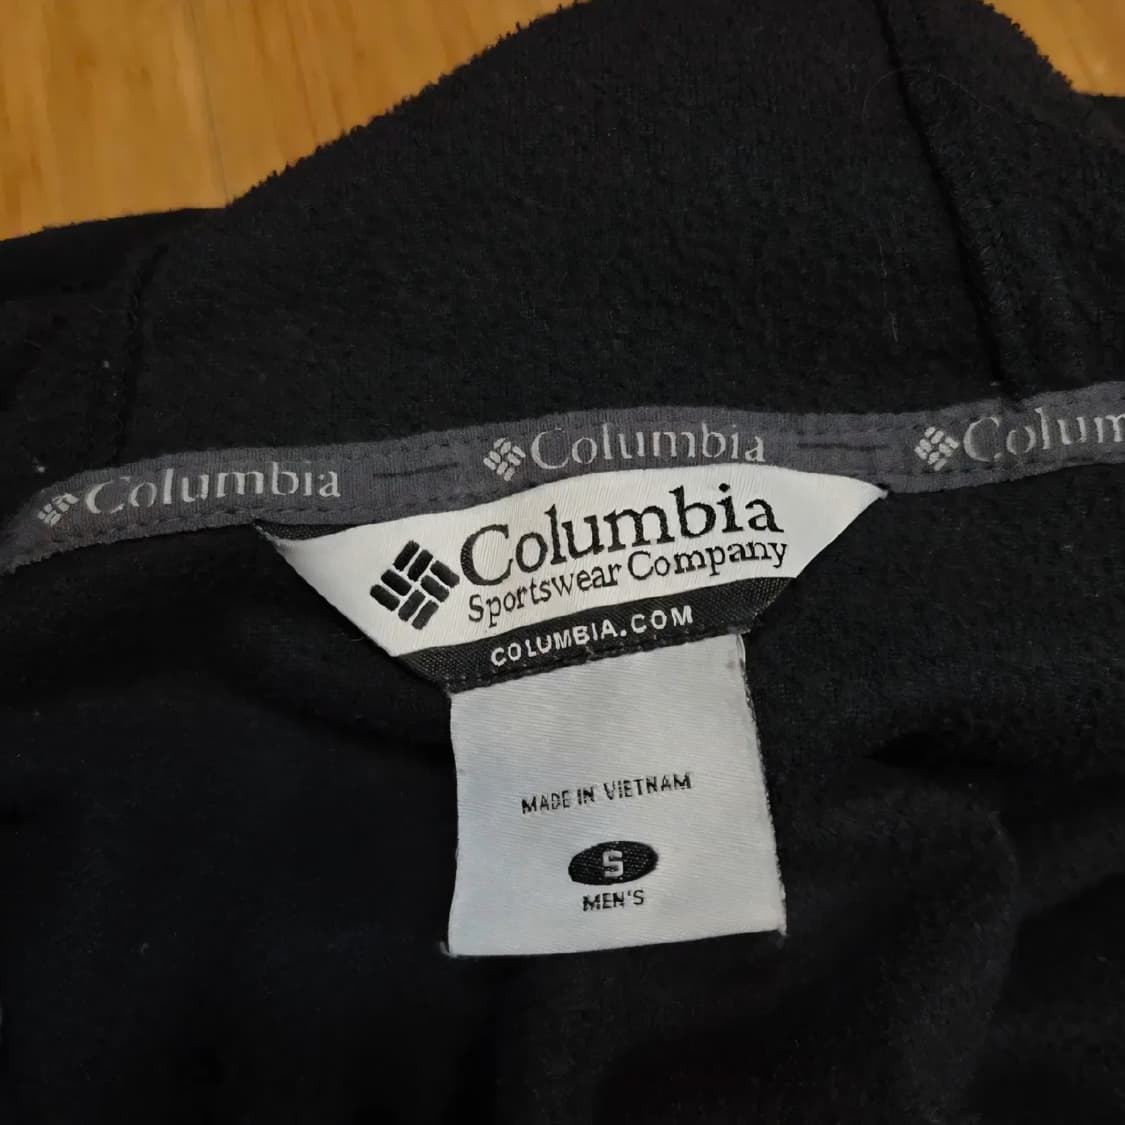 Columbia Columbia Colum
Columbia
Sportswear Company
COLUMBIA.COM
MADE IN VIETNAM
S
MEN'S